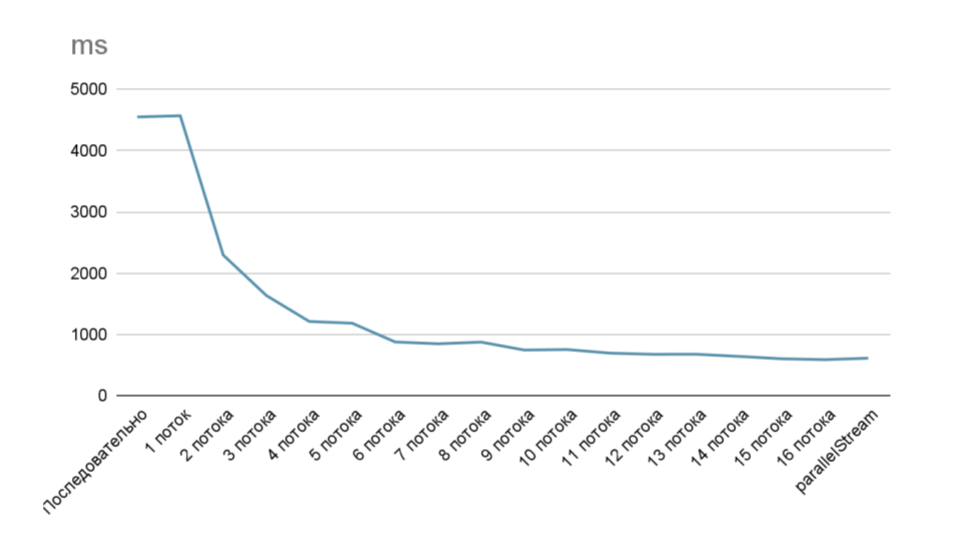 ms
5000
4000
3000
2000
1000
0
Последовательно
1 поток
2 потока
3 потока
4 потока
5 потока
6 потока
7 потока
8 потока
9 потока
10 потока
11 потока
12 потока
13 потока
14 потока
15 потока
16 потока
parallelStream